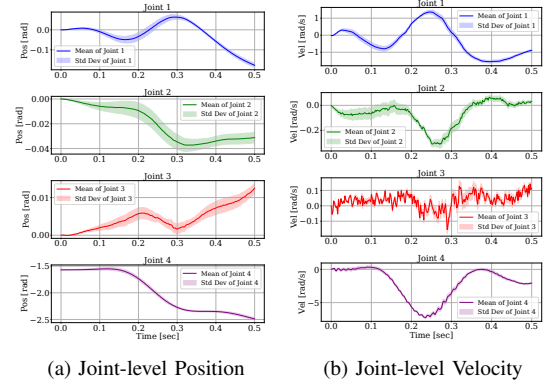 Joint 1
Pos [rad]
0.0
−0.1
Mean of Joint 1
Std Dev of Joint 1
0.0 0.1 0.2 0.3 0.4 0.5
Joint 2
Pos [rad]
0.00
−0.02
−0.04
Mean of Joint 2
Std Dev of Joint 2
0.0 0.1 0.2 0.3 0.4 0.5
Joint 3
Pos [rad]
0.01
0.00
Mean of Joint 3
Std Dev of Joint 3
0.0 0.1 0.2 0.3 0.4 0.5
Joint 4
Pos [rad]
−1.5
−2.0
−2.5
Mean of Joint 4
Std Dev of Joint 4
0.0 0.1 0.2 0.3 0.4 0.5
Time [sec]
(a) Joint-level Position
Joint 1
Vel [rad/s]
1
0
−1
Mean of Joint 1
Std Dev of Joint 1
0.0 0.1 0.2 0.3 0.4 0.5
Joint 2
Vel [rad/s]
0.0
−0.2
Mean of Joint 2
Std Dev of Joint 2
0.0 0.1 0.2 0.3 0.4 0.5
Joint 3
Vel [rad/s]
0.1
0.0
−0.1
Mean of Joint 3
Std Dev of Joint 3
0.0 0.1 0.2 0.3 0.4 0.5
Joint 4
Vel [rad/s]
0
−5
Mean of Joint 4
Std Dev of Joint 4
0.0 0.1 0.2 0.3 0.4 0.5
Time [sec]
(b) Joint-level Velocity